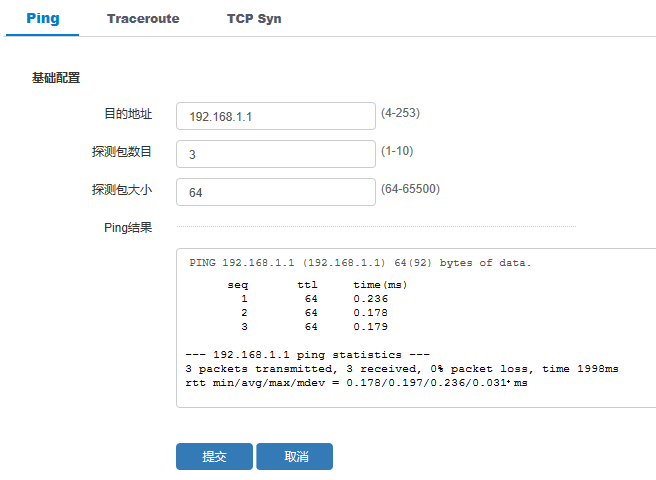 Ping Traceroute TCP Syn
基础配置
目的地址 192.168.1.1 (4-253)
探测包数目 3 (1-10)
探测包大小 64 (64-65500)
Ping结果
PING 192.168.1.1 (192.168.1.1) 64(92) bytes of data.
seq ttl time(ms)
1 64 0.236
2 64 0.178
3 64 0.179
--- 192.168.1.1 ping statistics ---
3 packets transmitted, 3 received, 0% packet loss, time 1998ms
rtt min/avg/max/mdev = 0.178/0.197/0.236/0.031 ms
提交 取消